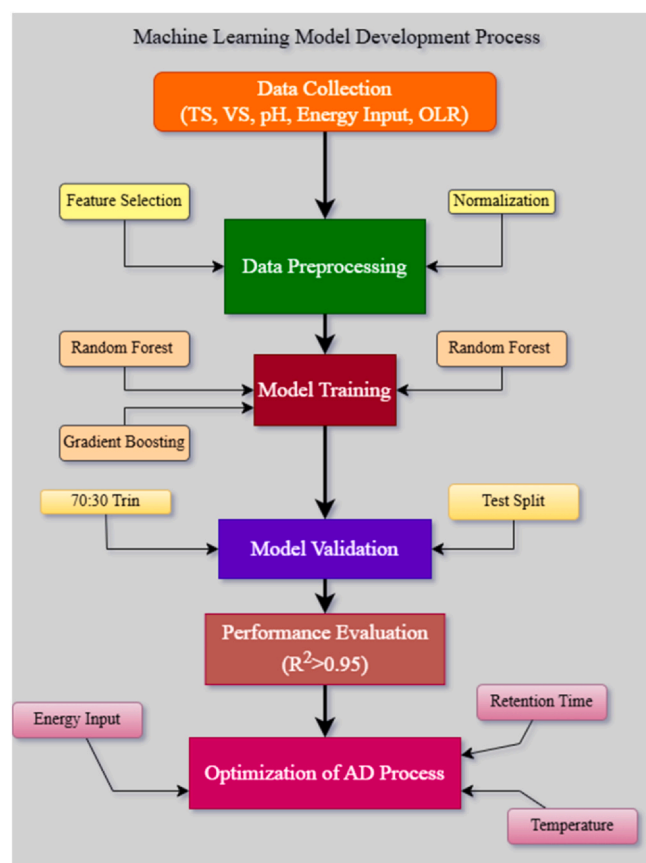 Machine Learning Model Development Process
Data Collection
(TS, VS, pH, Energy Input, OLR)
Feature Selection
Normalization
Data Preprocessing
Random Forest
Random Forest
Model Training
Gradient Boosting
70:30 Trin
Test Split
Model Validation
Performance Evaluation
(R²>0.95)
Retention Time
Energy Input
Optimization of AD Process
Temperature